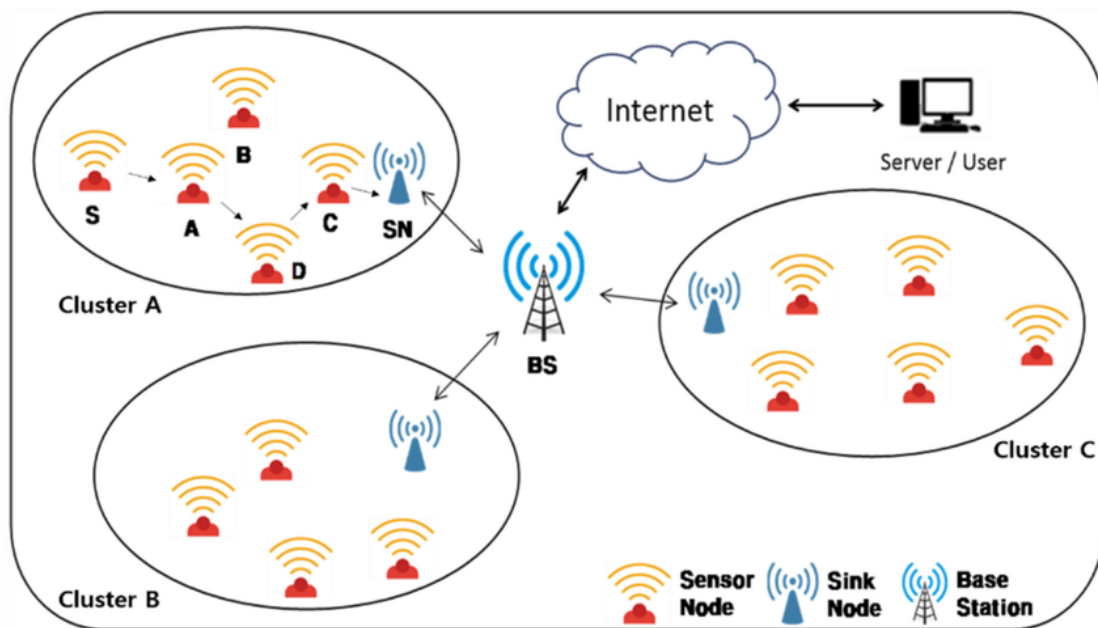 Internet
Server / User
B
S
A
C
SN
D
Cluster A
BS
Cluster C
Cluster B
Sensor
Node
Sink
Node
Base
Station